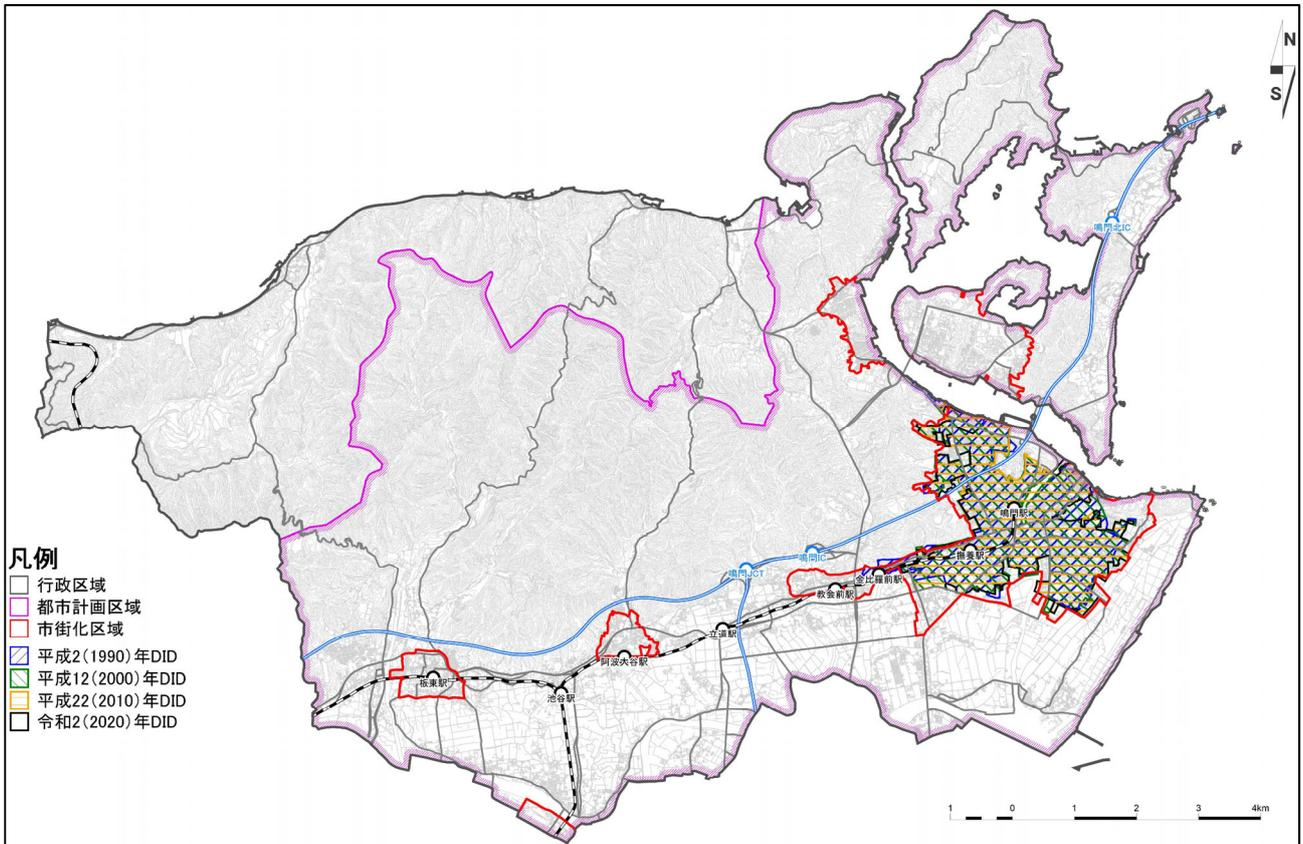 N
S
鳴門北IC
鳴門駅
撫養駅
鳴門IC
金比羅前駅
鳴門JCT
教会前駅
立道駅
阿波大谷駅
板東駅
池谷駅
凡例
行政区域
都市計画区域
市街化区域
平成2(1990)年DID
平成12(2000)年DID
平成22(2010)年DID
令和2(2020)年DID
1 0 1 2 3 4km